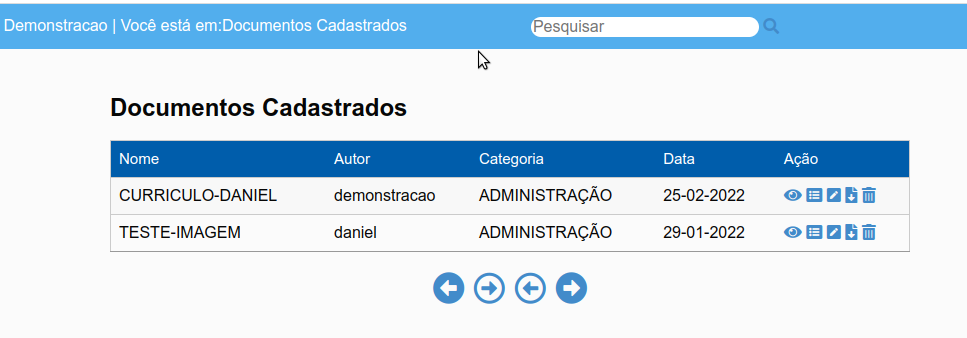 Demonstracao | Você está em:Documentos Cadastrados
Pesquisar
Documentos Cadastrados
Nome Autor Categoria Data Ação
CURRICULO-DANIEL demonstracao ADMINISTRAÇÃO 25-02-2022
TESTE-IMAGEM daniel ADMINISTRAÇÃO 29-01-2022